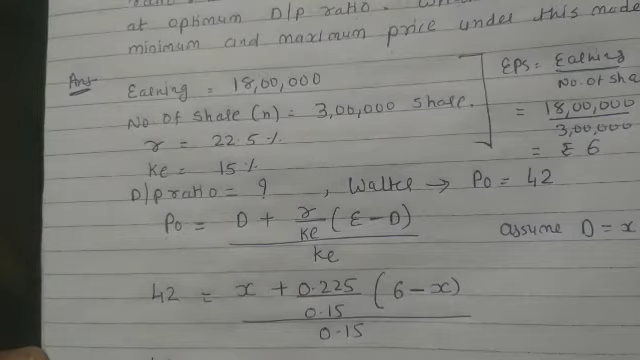 at optimum D/p ratio.
minimum and maximum price under this mode
Ans- Earning = 18,00,000
No. of Share (n) = 3,00,000 Share.
r = 22.5%
Ke = 15%
EPS = Earning / No. of sha
= 18,00,000 / 3,00,000
= ₹ 6
D/p ratio = ? , Walter → P0 = 42
P0 = D + r/Ke (E - D) / Ke
assume D = x
42 = x + 0.225/0.15 (6 - x) / 0.15